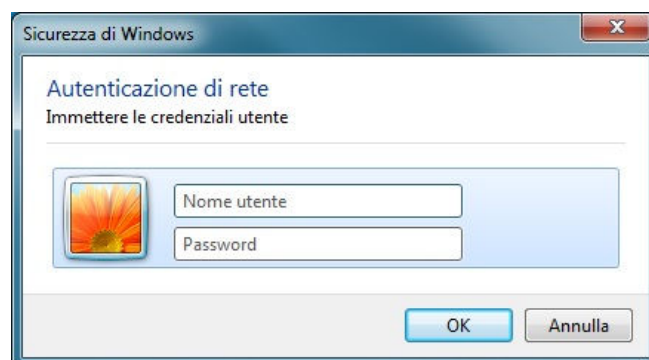 Sicurezza di Windows
Autenticazione di rete
Immettere le credenziali utente
Nome utente
Password
OK
Annulla